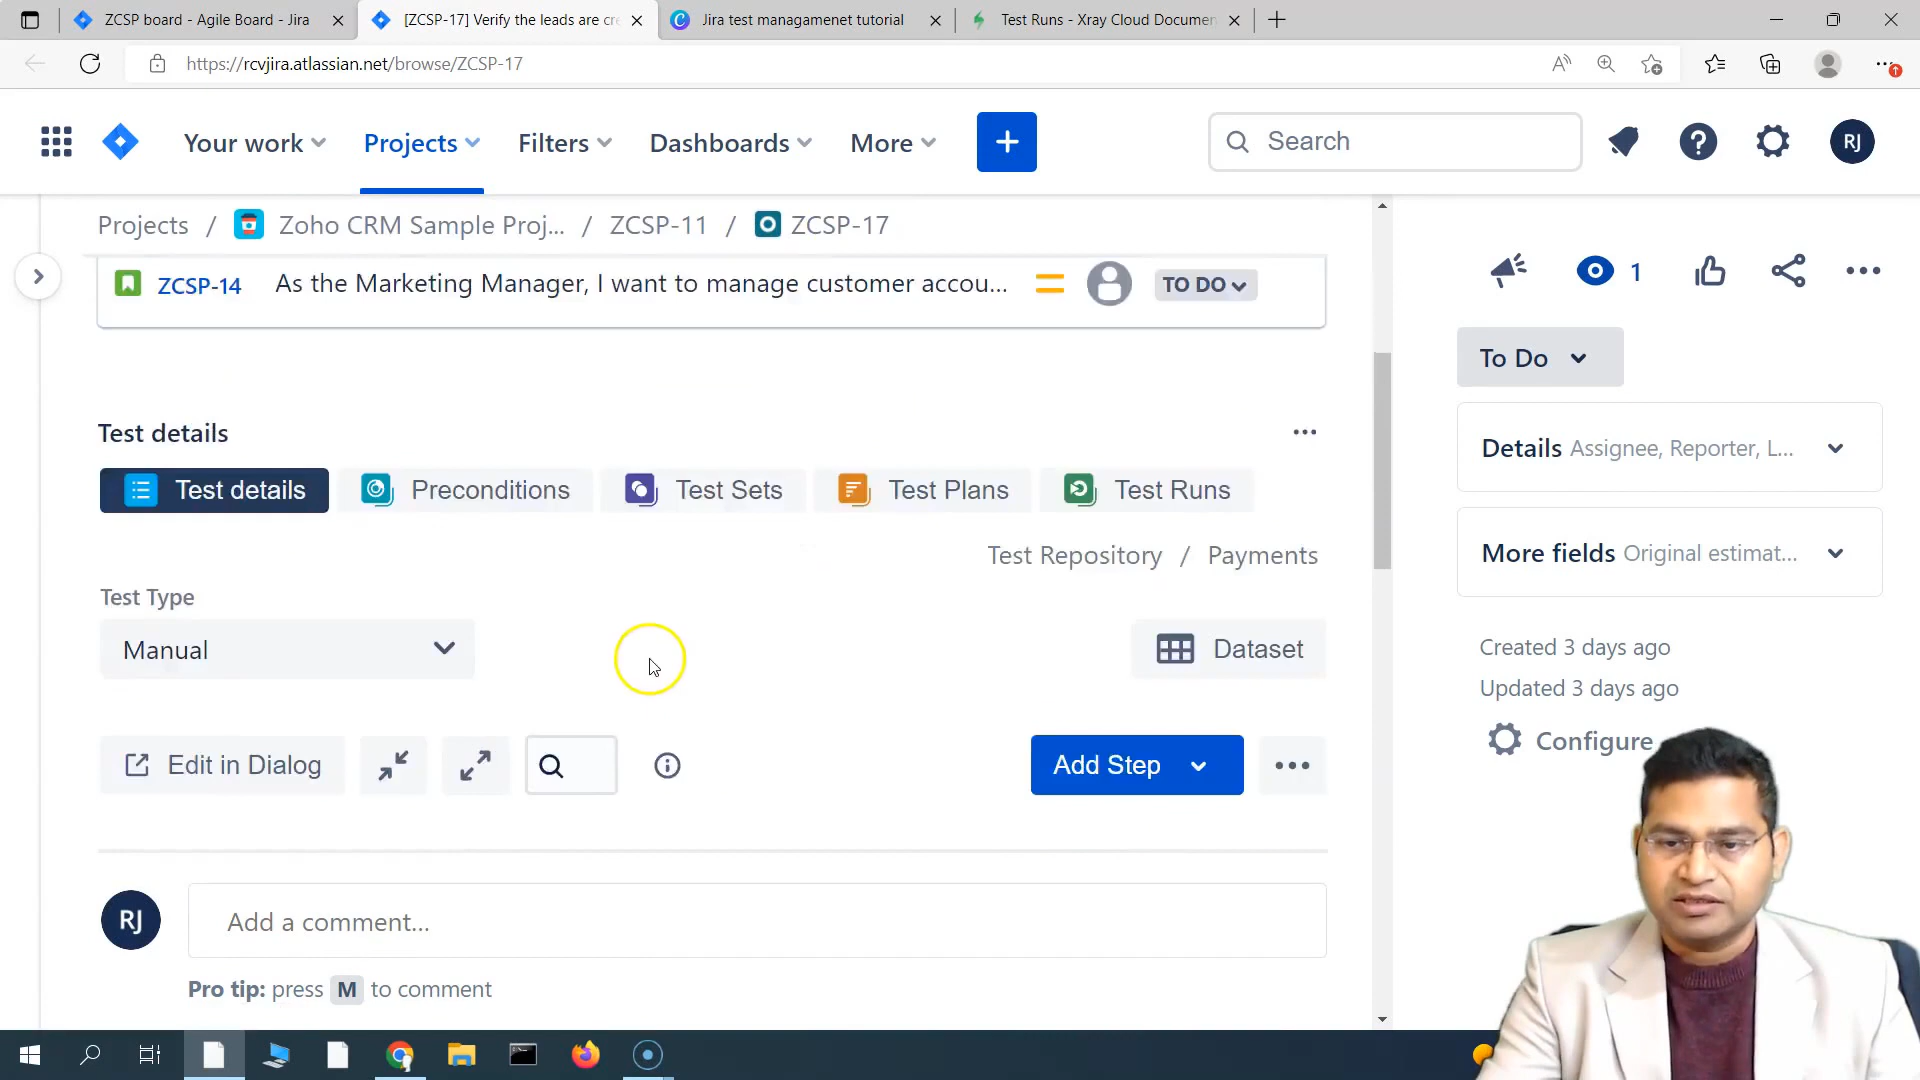 ZCSP board - Agile Board - Jira
[ZCSP-17] Verify the leads are cre
Jira test managamenet tutorial
Test Runs - Xray Cloud Documen
https://rcvjira.atlassian.net/browse/ZCSP-17
Your work
Projects
Filters
Dashboards
More
Search
RJ
Projects / Zoho CRM Sample Proj... / ZCSP-11 / ZCSP-17
ZCSP-14 As the Marketing Manager, I want to manage customer accou... TO DO
1
To Do
Test details
Details Assignee, Reporter, L...
Test details
Preconditions
Test Sets
Test Plans
Test Runs
Test Repository / Payments
More fields Original estimat...
Test Type
Manual
Dataset
Created 3 days ago
Updated 3 days ago
Configure
Edit in Dialog
Add Step
RJ
Add a comment...
Pro tip: press M to comment